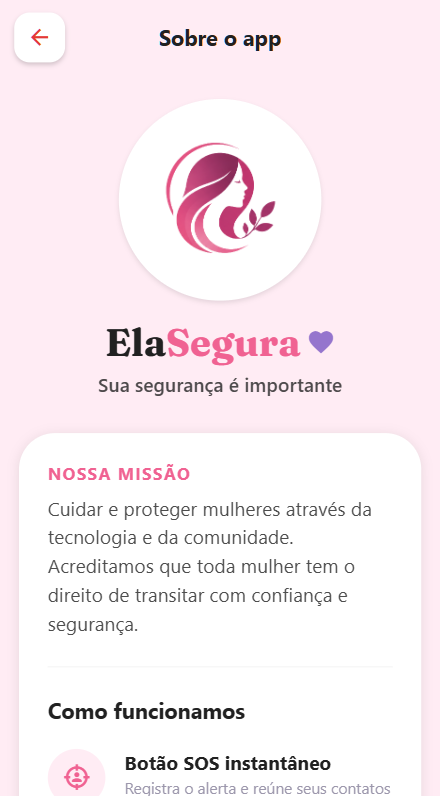 Sobre o app
ElaSegura
Sua segurança é importante
NOSSA MISSÃO
Cuidar e proteger mulheres através da
tecnologia e da comunidade.
Acreditamos que toda mulher tem o
direito de transitar com confiança e
segurança.
Como funcionamos
Botão SOS instantâneo
Registra o alerta e reúne seus contatos